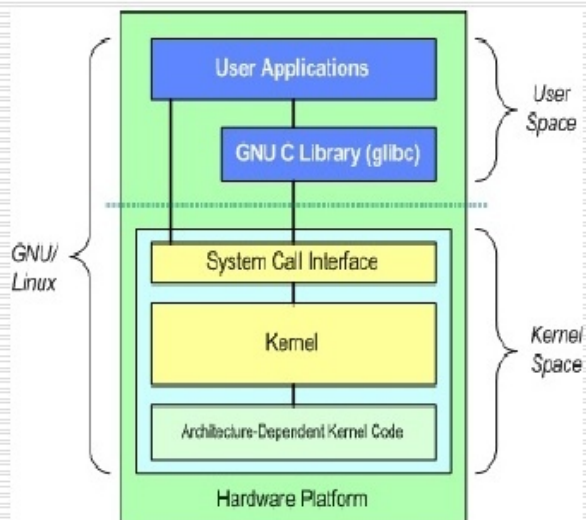 User Applications
User
Space
GNU C Library (glibc)
GNU/
Linux
System Call Interface
Kernel
Kernel
Space
Architecture-Dependent Kernel Code
Hardware Platform